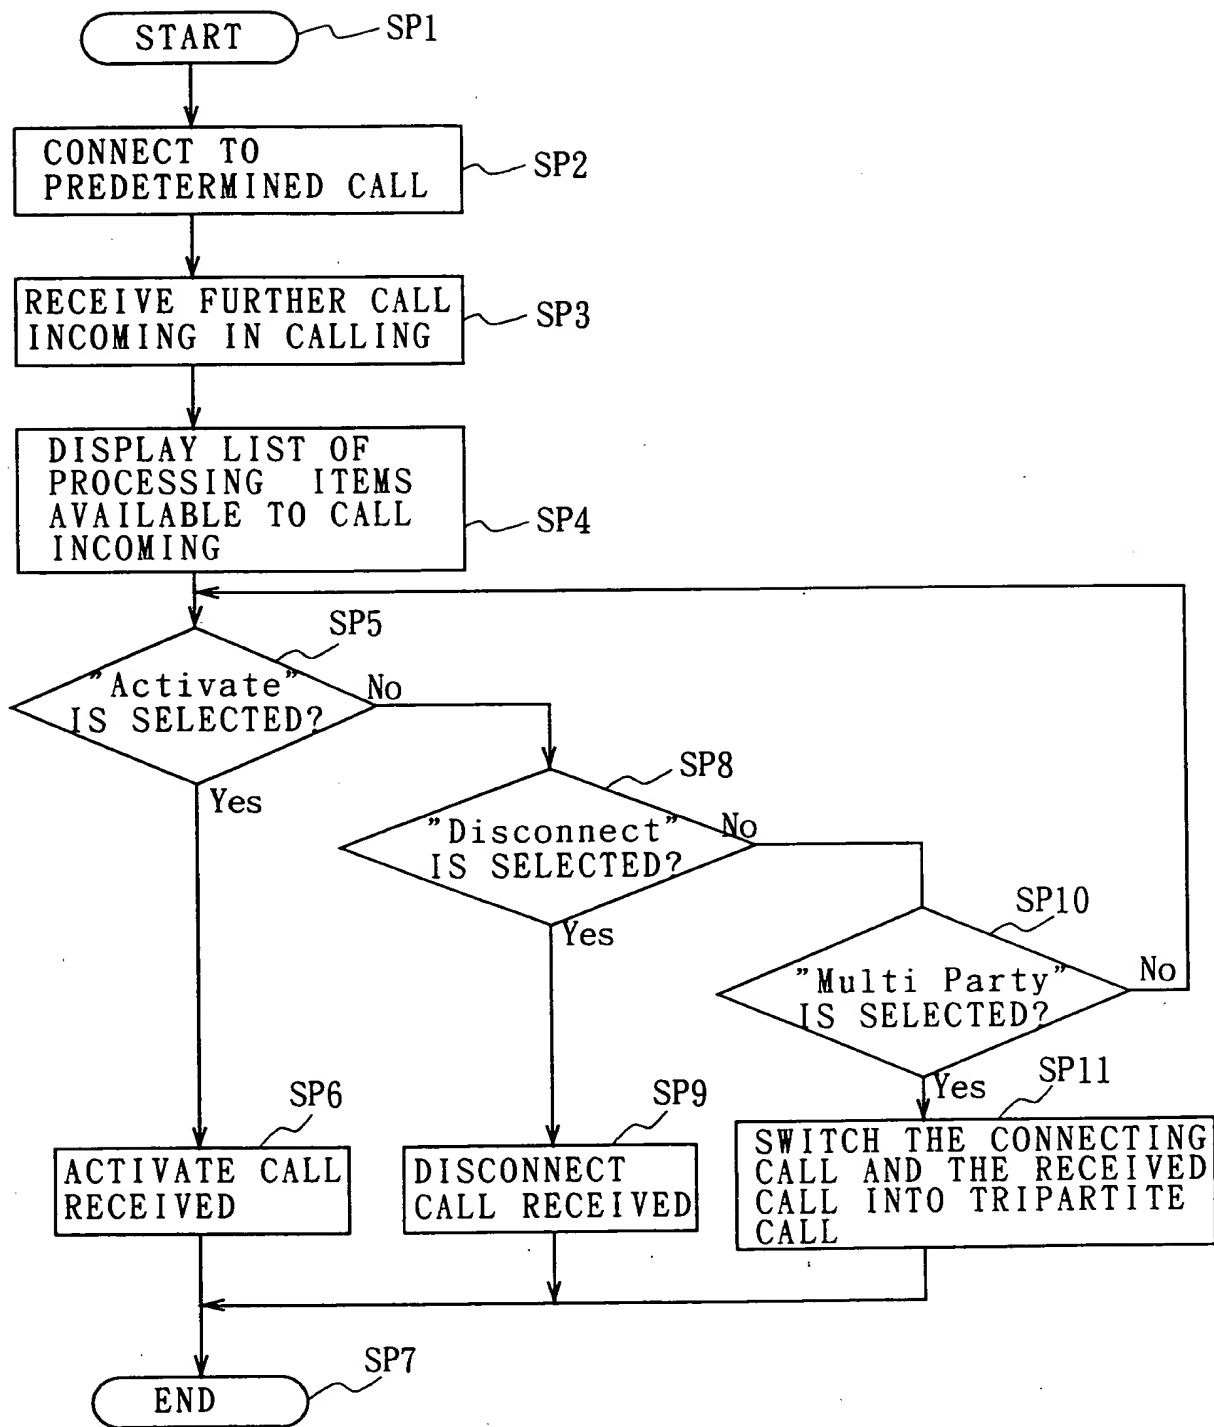 START
SP1
CONNECT TO
PREDETERMINED CALL
SP2
RECEIVE FURTHER CALL
INCOMING IN CALLING
SP3
DISPLAY LIST OF
PROCESSING ITEMS
AVAILABLE TO CALL
INCOMING
SP4
SP5
"Activate"
IS SELECTED?
No
Yes
SP8
"Disconnect"
IS SELECTED?
No
Yes
SP10
"Multi Party"
IS SELECTED?
No
Yes
SP6
ACTIVATE CALL
RECEIVED
SP9
DISCONNECT
CALL RECEIVED
SP11
SWITCH THE CONNECTING
CALL AND THE RECEIVED
CALL INTO TRIPARTITE
CALL
SP7
END